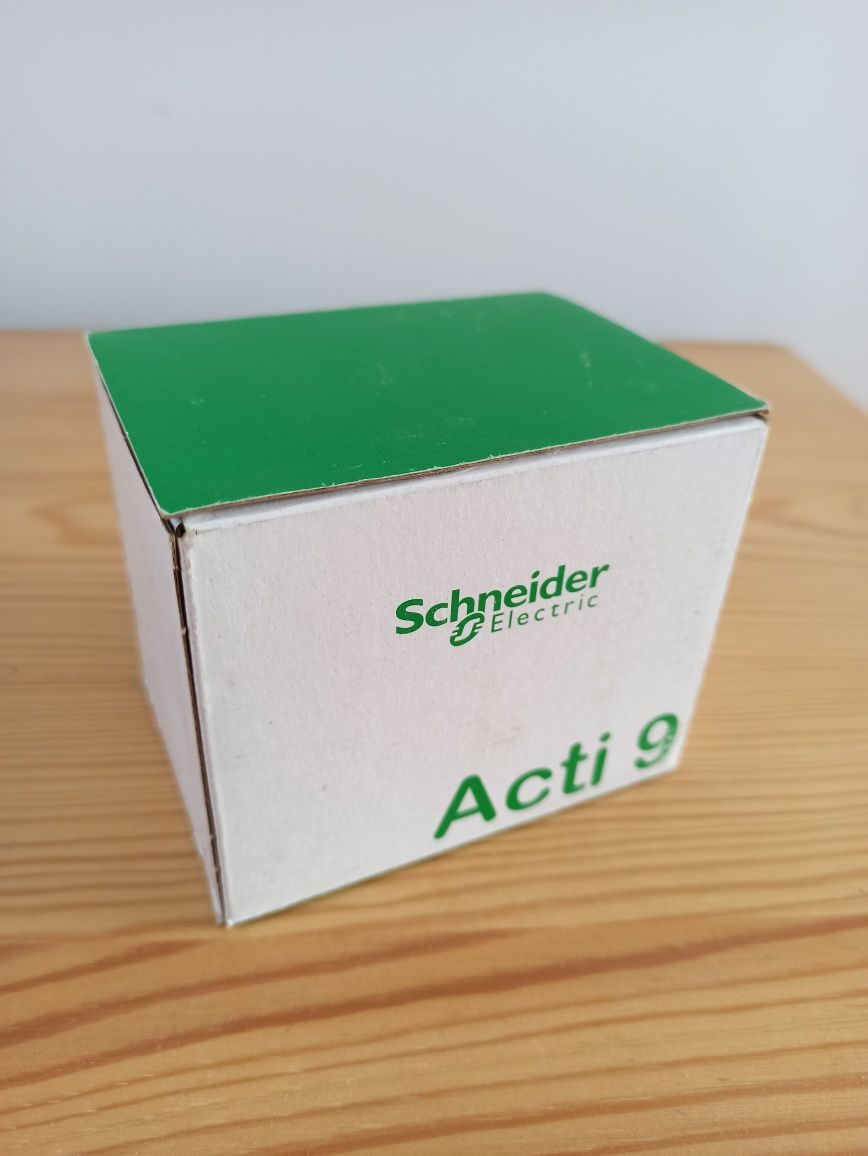 Schneider
Electric
Acti 9